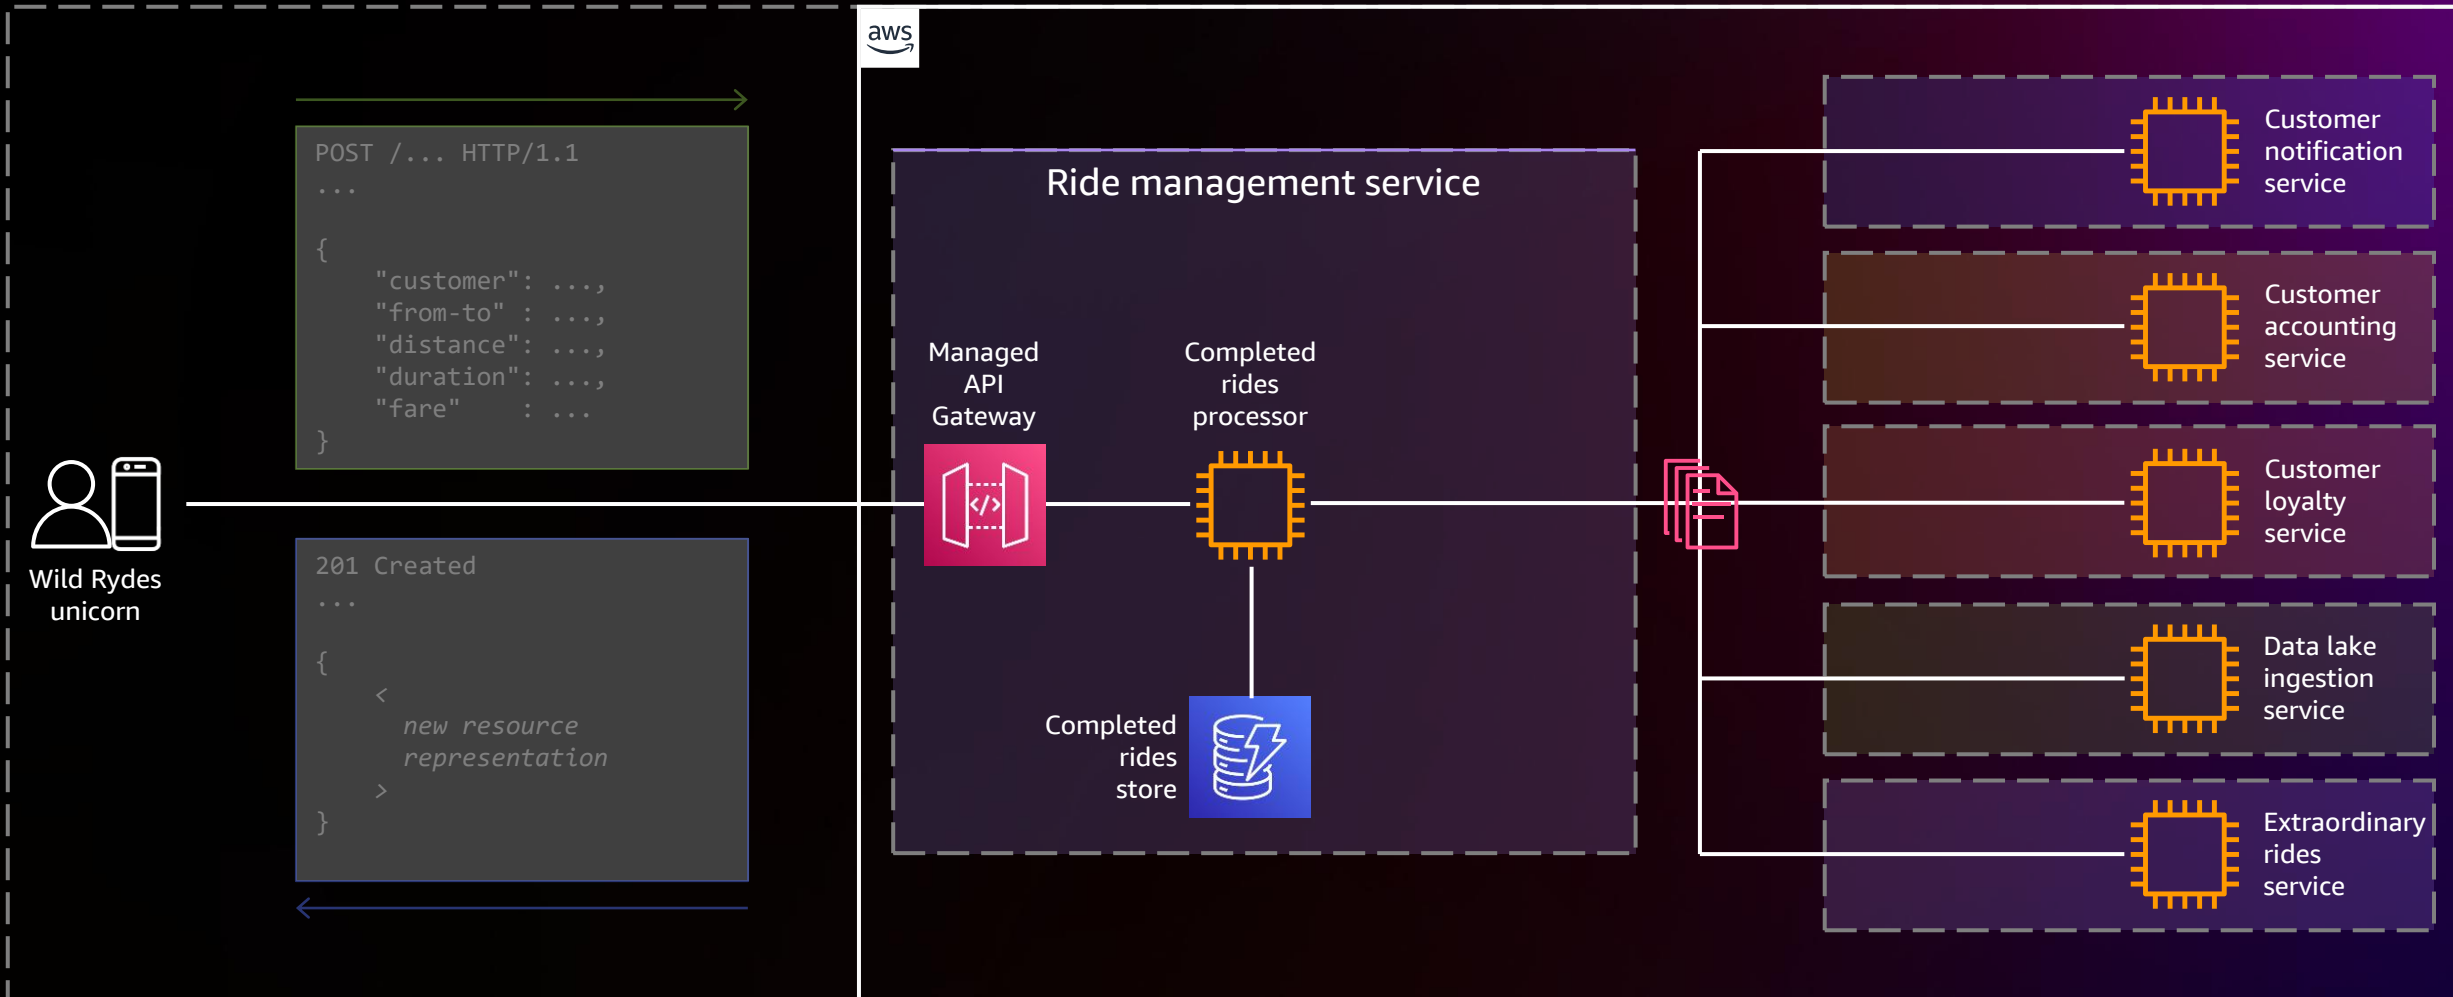 aws
POST /... HTTP/1.1
...
{
"customer": ...,
"from-to" : ...,
"distance": ...,
"duration": ...,
"fare" : ...
}
Wild Rydes
unicorn
201 Created
...
{
<
new resource
representation
>
}
Ride management service
Managed
API
Gateway
</>
Completed
rides
processor
Completed
rides
store
Customer
notification
service
Customer
accounting
service
Customer
loyalty
service
Data lake
ingestion
service
Extraordinary
rides
service